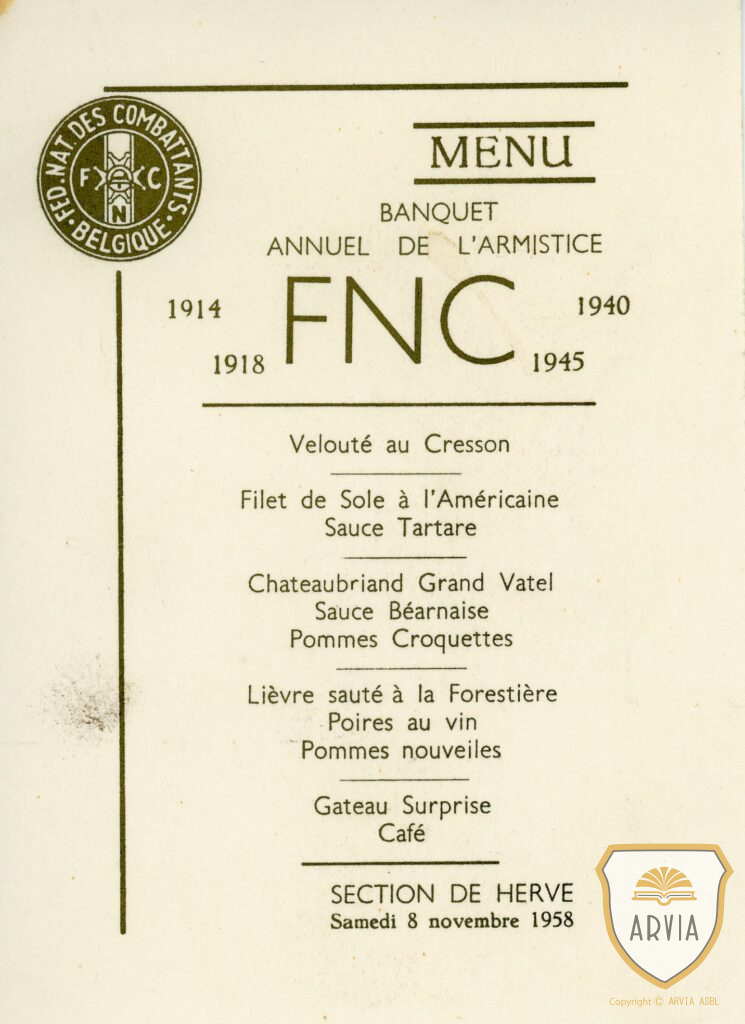 FED. NAT. DES COMBATTANTS
· BELGIQUE ·
F C
N
MENU
BANQUET
ANNUEL DE L'ARMISTICE
1914 FNC 1940
1918 1945
Velouté au Cresson
Filet de Sole à l'Américaine
Sauce Tartare
Chateaubriand Grand Vatel
Sauce Béarnaise
Pommes Croquettes
Lièvre sauté à la Forestière
Poires au vin
Pommes nouveiles
Gateau Surprise
Café
SECTION DE HERVE
Samedi 8 novembre 1958
ARVIA
Copyright © ARVIA ASBL